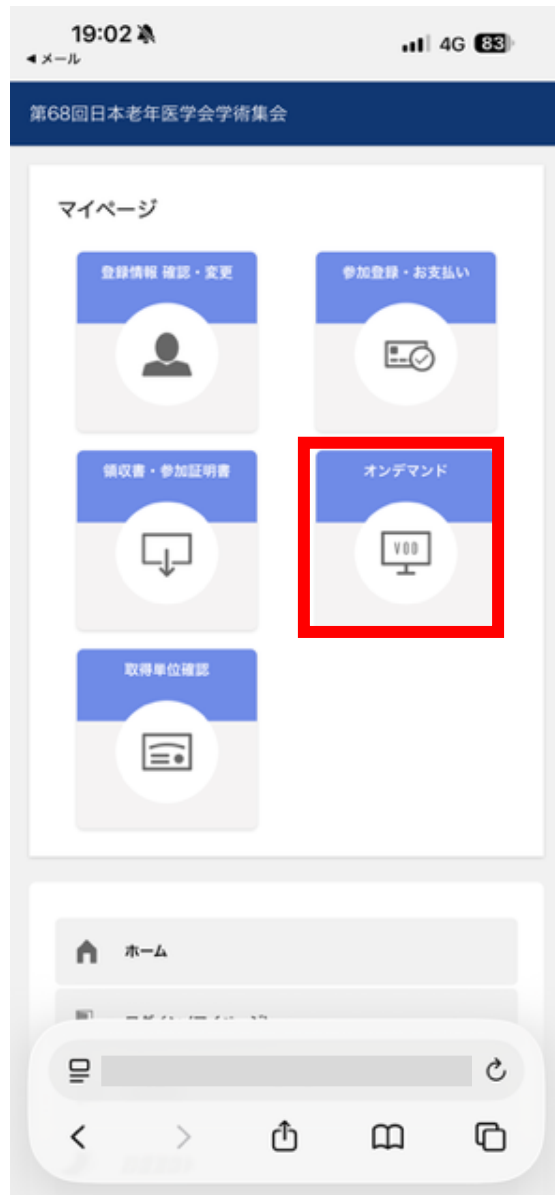 19:02
メール
4G 83
第68回日本老年医学会学術集会
マイページ
登録情報 確認・変更
参加登録・お支払い
領収書・参加証明書
オンデマンド
VOD
取得単位確認
ホーム